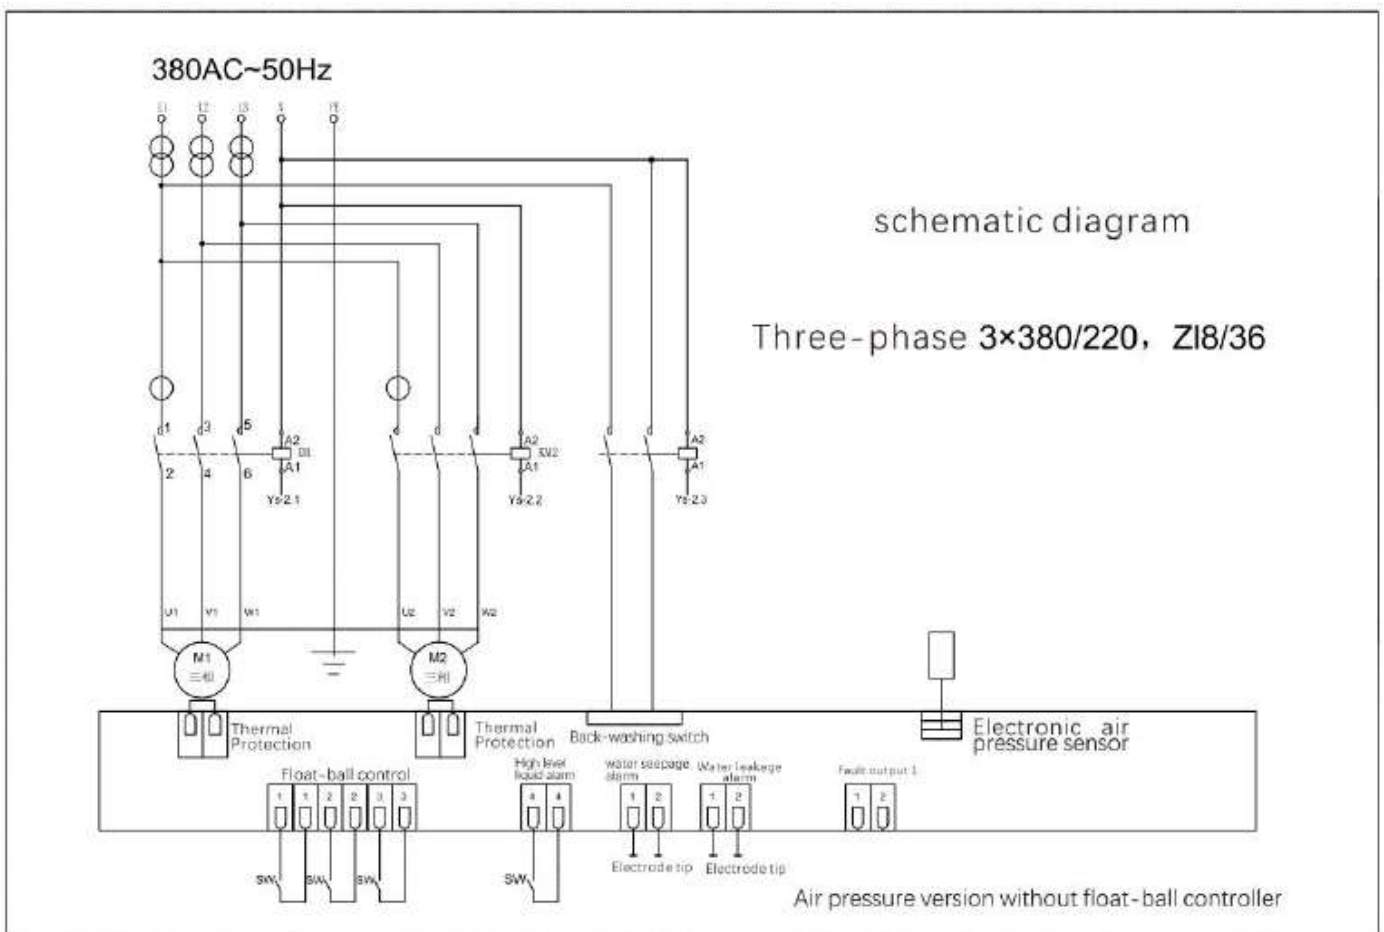 380AC~50Hz
L1 L2 L3 N PE
schematic diagram
Three-phase 3×380/220，ZI8/36
1 3 5 A2 A2 KM2 A2
2 4 6 A1 A1 A1
Ys-2.1 Ys-2.2 Ys-2.3
U1 V1 W1 U2 V2 W2
M1 M2
三相 三相
Thermal
Protection
Thermal
Protection
Back-washing switch
Electronic air
pressure sensor
Float-ball control
High level
liquid alarm
water seepage
alarm
Water leakage
alarm
Fault output 1
1 1 2 2 3 3 4 4 1 2 1 2 1 2
SW SW SW SW
Electrode tip Electrode tip
Air pressure version without float-ball controller